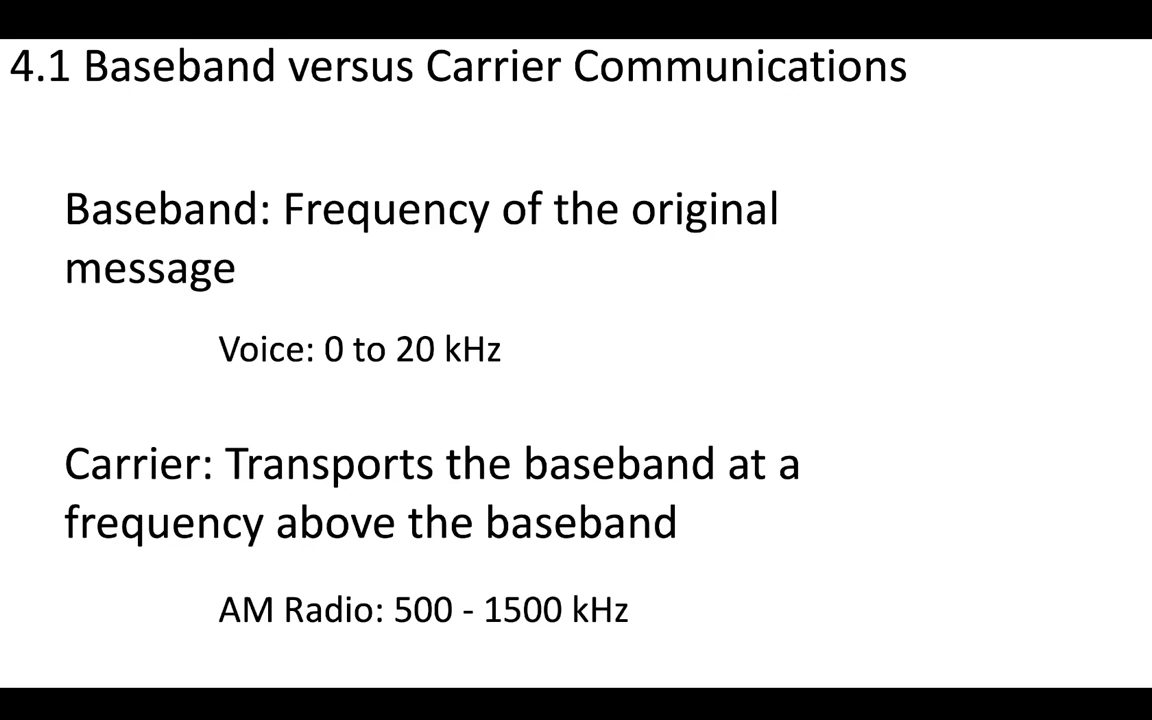 4.1 Baseband versus Carrier Communications
Baseband: Frequency of the original
message
Voice: 0 to 20 kHz
Carrier: Transports the baseband at a
frequency above the baseband
AM Radio: 500 - 1500 kHz